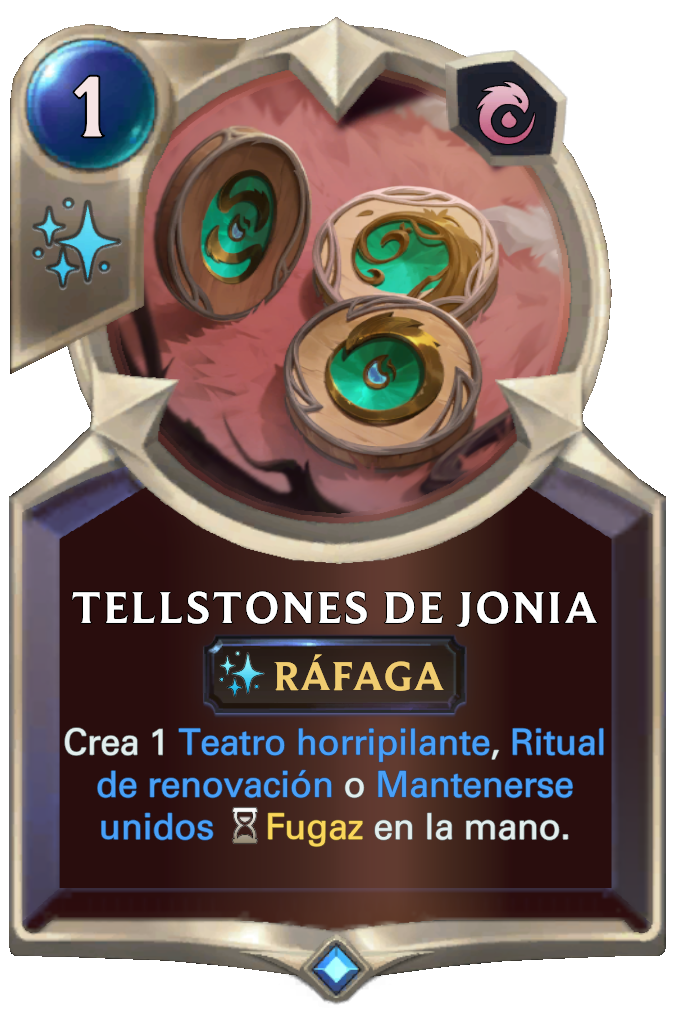 1
TELLSTONES DE JONIA
RÁFAGA
Crea 1 Teatro horripilante, Ritual
de renovación o Mantenerse
unidos Fugaz en la mano.